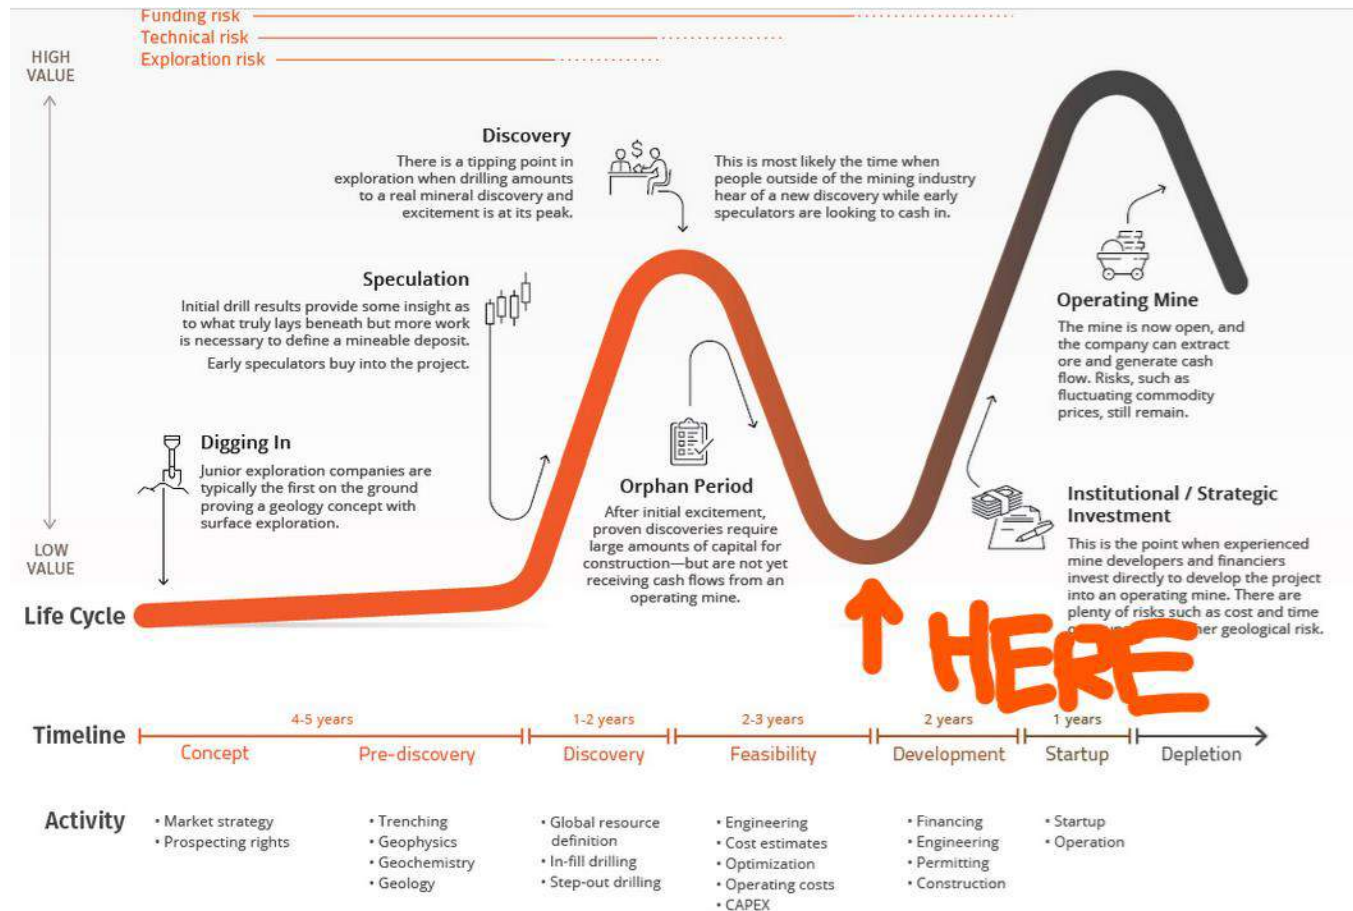 Funding risk
Technical risk
Exploration risk
HIGH
VALUE
Discovery
There is a tipping point in
exploration when drilling amounts
to a real mineral discovery and
excitement is at its peak.
$
This is most likely the time when
people outside of the mining industry
hear of a new discovery while early
speculators are looking to cash in.
Speculation
Initial drill results provide some insight as
to what truly lays beneath but more work
is necessary to define a mineable deposit.
Early speculators buy into the project.
Operating Mine
The mine is now open, and
the company can extract
ore and generate cash
flow. Risks, such as
fluctuating commodity
prices, still remain.
Digging In
Junior exploration companies are
typically the first on the ground
proving a geology concept with
surface exploration.
Orphan Period
After initial excitement,
proven discoveries require
large amounts of capital for
construction—but are not yet
receiving cash flows from an
operating mine.
Institutional / Strategic
Investment
This is the point when experienced
mine developers and financiers
invest directly to develop the project
into an operating mine. There are
plenty of risks such as cost and time
geological risk.
LOW
VALUE
HERE
Life Cycle
Timeline
4-5 years
1-2 years
2-3 years
2 years
1 years
Concept
Pre-discovery
Discovery
Feasibility
Development
Startup
Depletion
Activity
• Market strategy
• Prospecting rights
• Trenching
• Geophysics
• Geochemistry
• Geology
• Global resource
definition
• In-fill drilling
• Step-out drilling
• Engineering
• Cost estimates
• Optimization
• Operating costs
• CAPEX
• Financing
• Engineering
• Permitting
• Construction
• Startup
• Operation